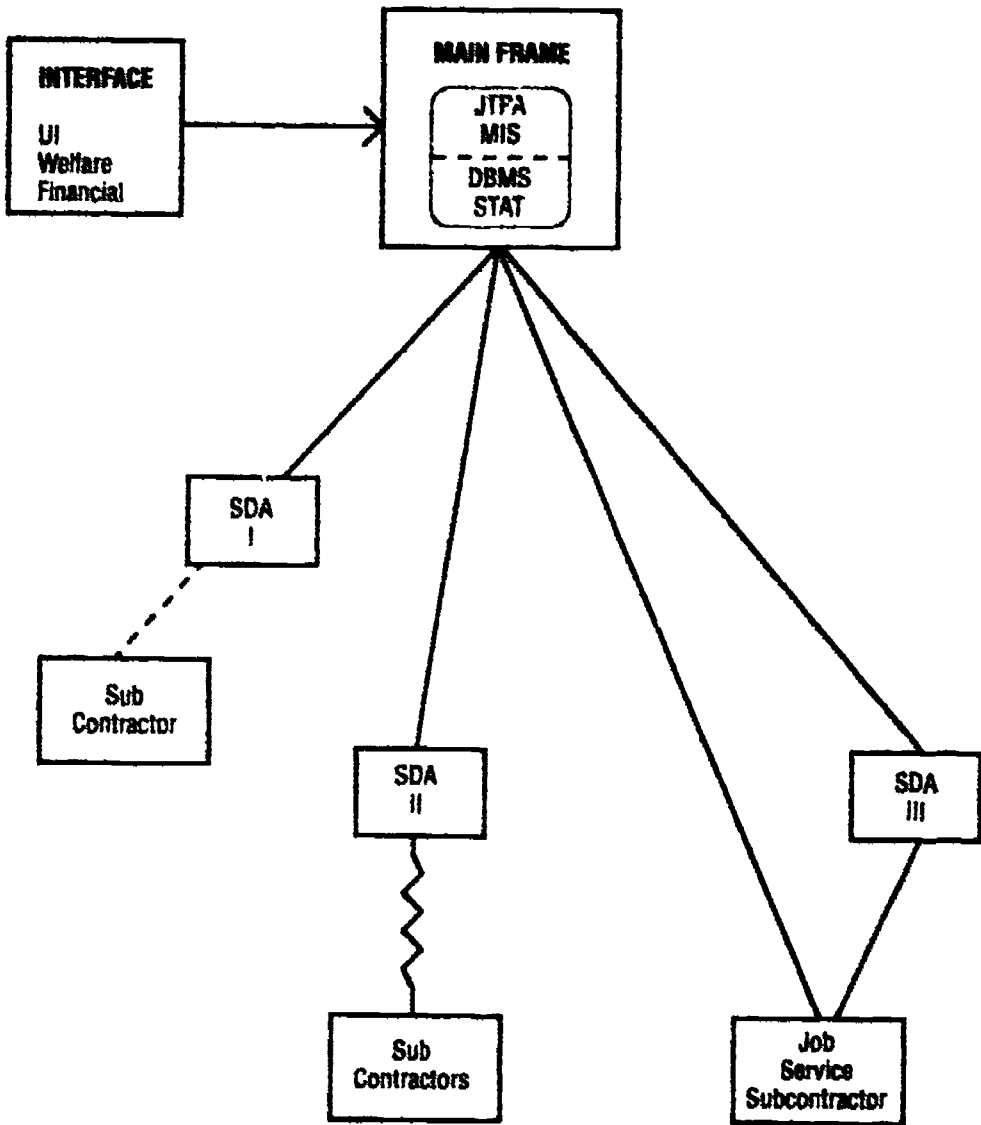 INTERFACE
UI
Welfare
Financial
MAIN FRAME
JTPA
MIS
DBMS
STAT
SDA
I
Sub
Contractor
SDA
II
Sub
Contractors
SDA
III
Job
Service
Subcontractor